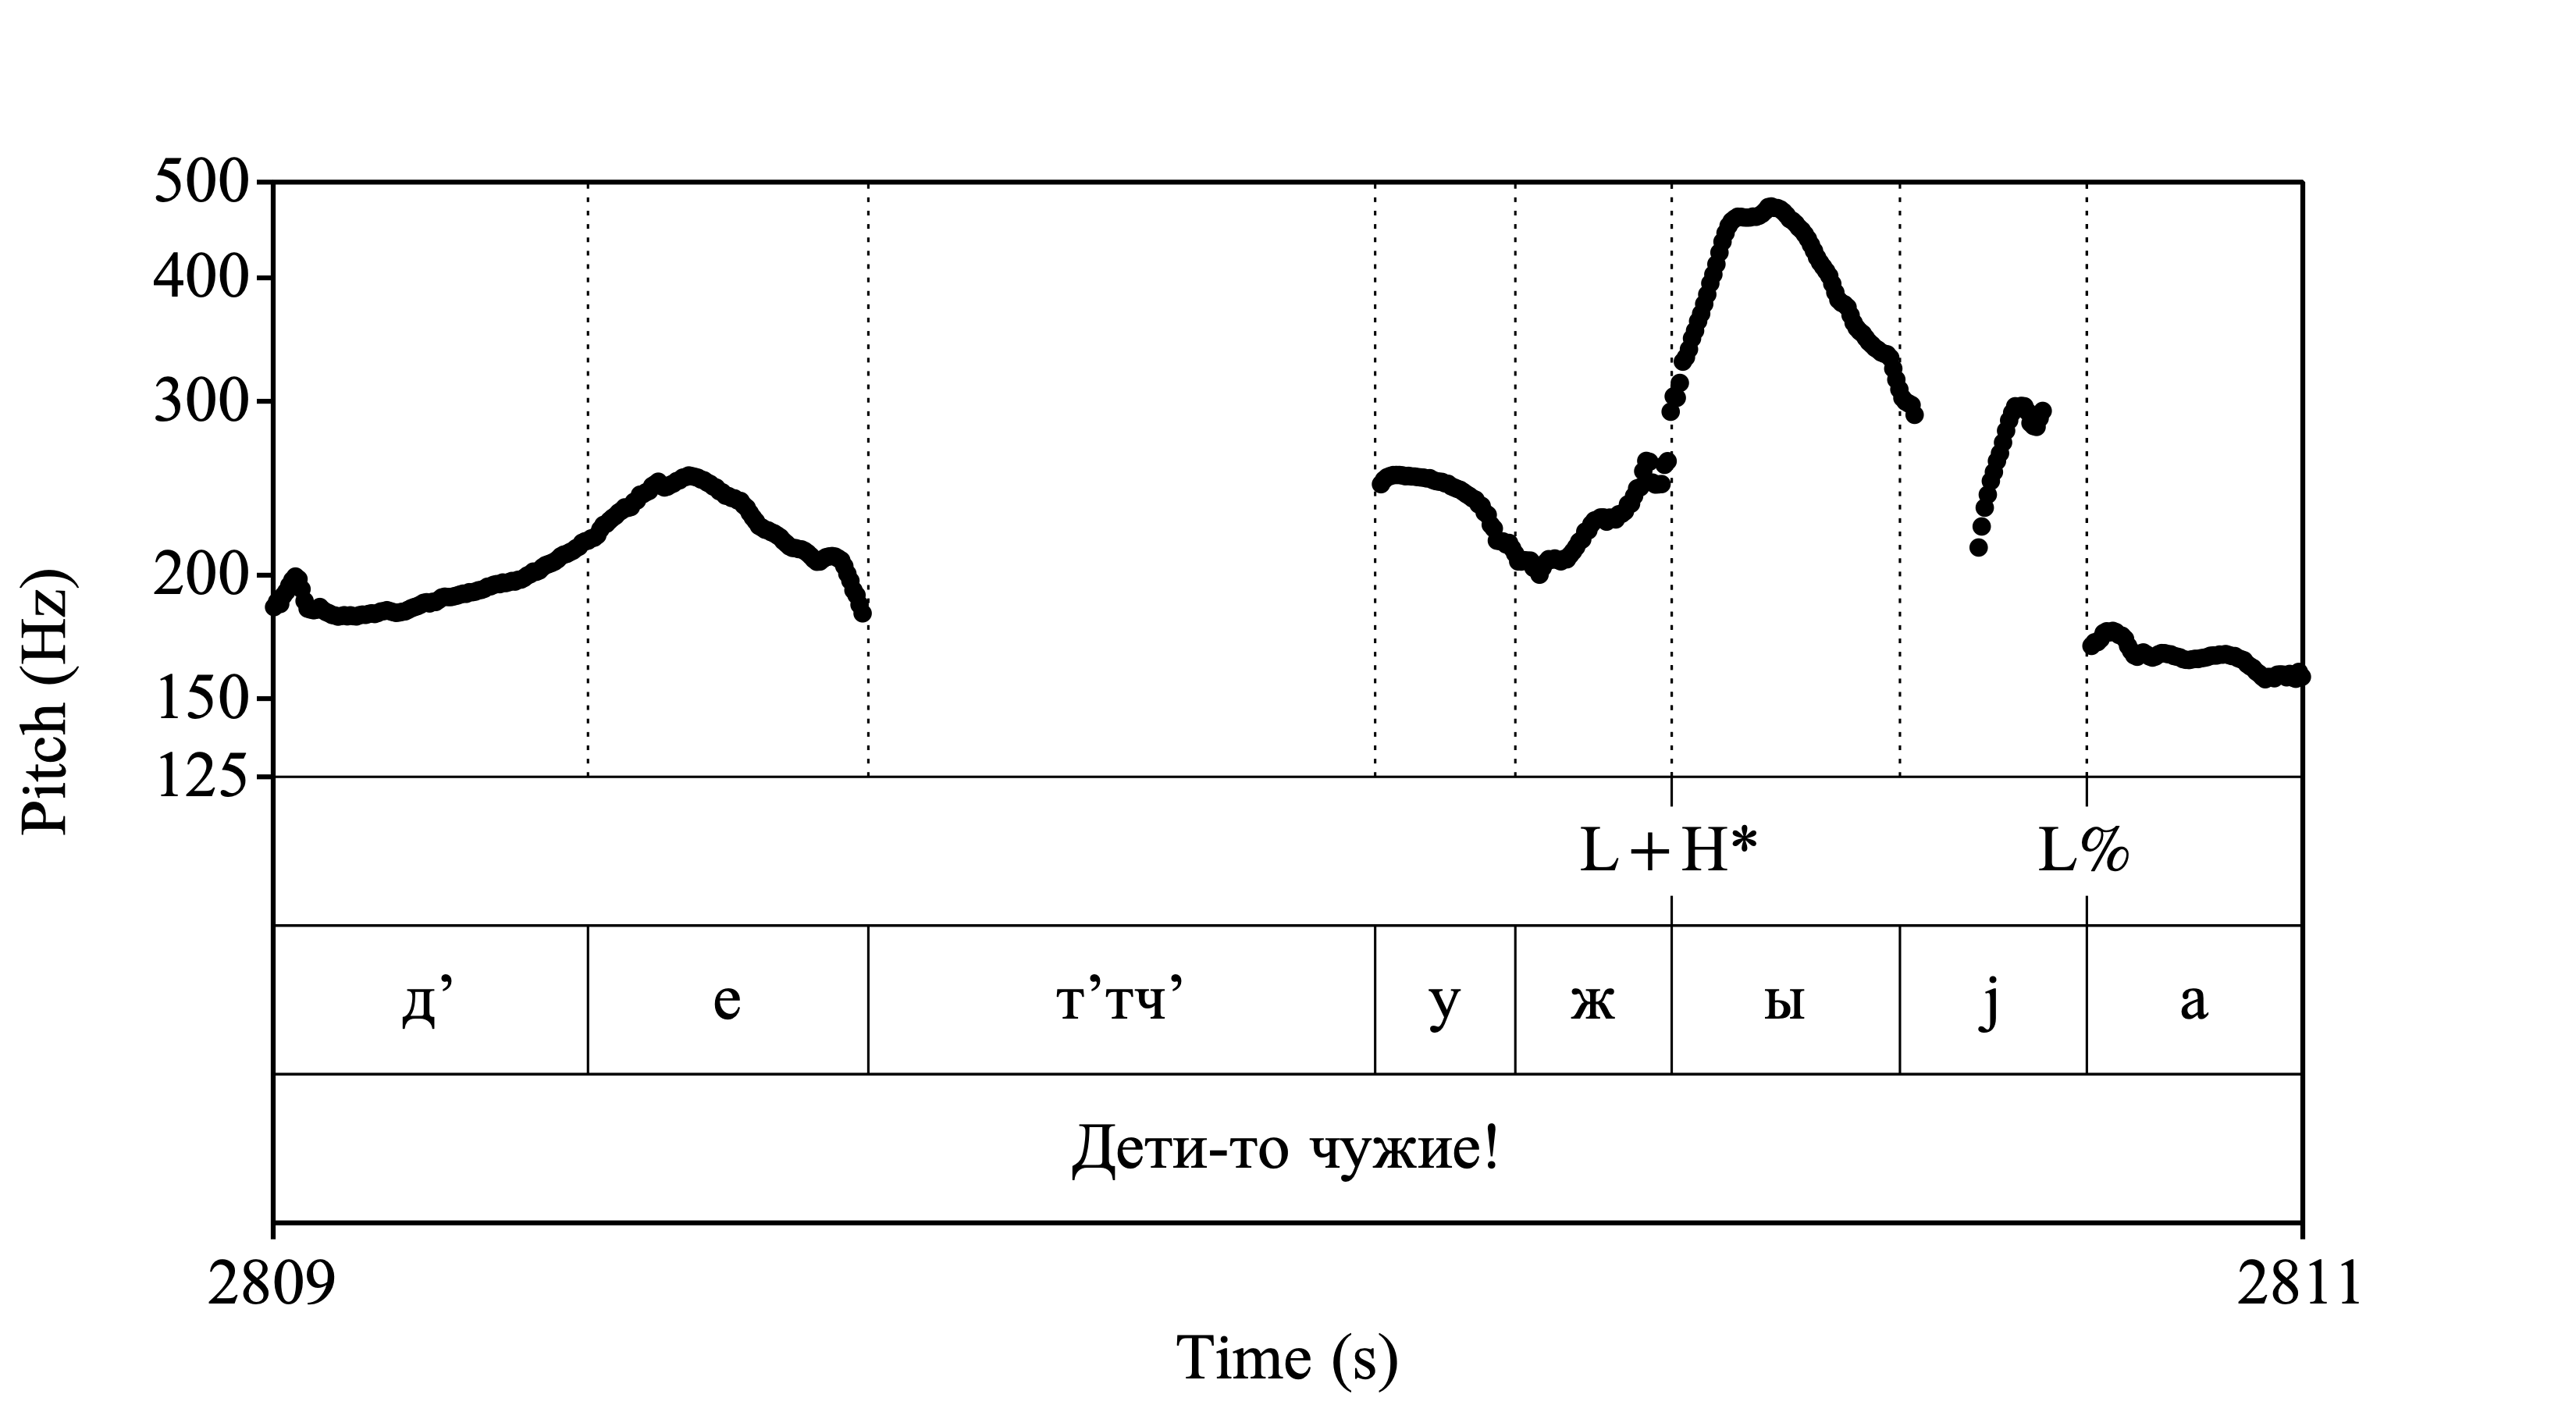 500
400
300
200
150
125
Pitch (Hz)
L+H* L%
д’ е т’тч’ у ж ы j а
Дети-то чужие!
2809 2811
Time (s)